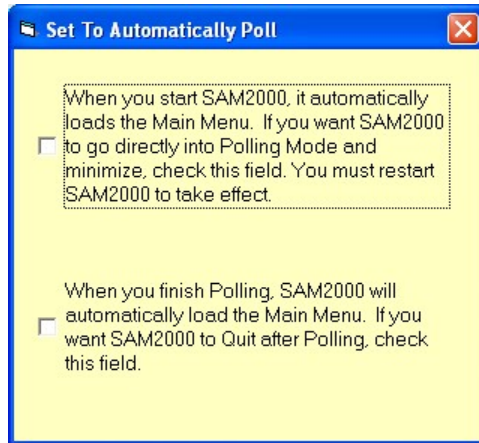 Set To Automatically Poll
When you start SAM2000, it automatically
loads the Main Menu. If you want SAM2000
to go directly into Polling Mode and
minimize, check this field. You must restart
SAM2000 to take effect.
When you finish Polling, SAM2000 will
automatically load the Main Menu. If you
want SAM2000 to Quit after Polling, check
this field.